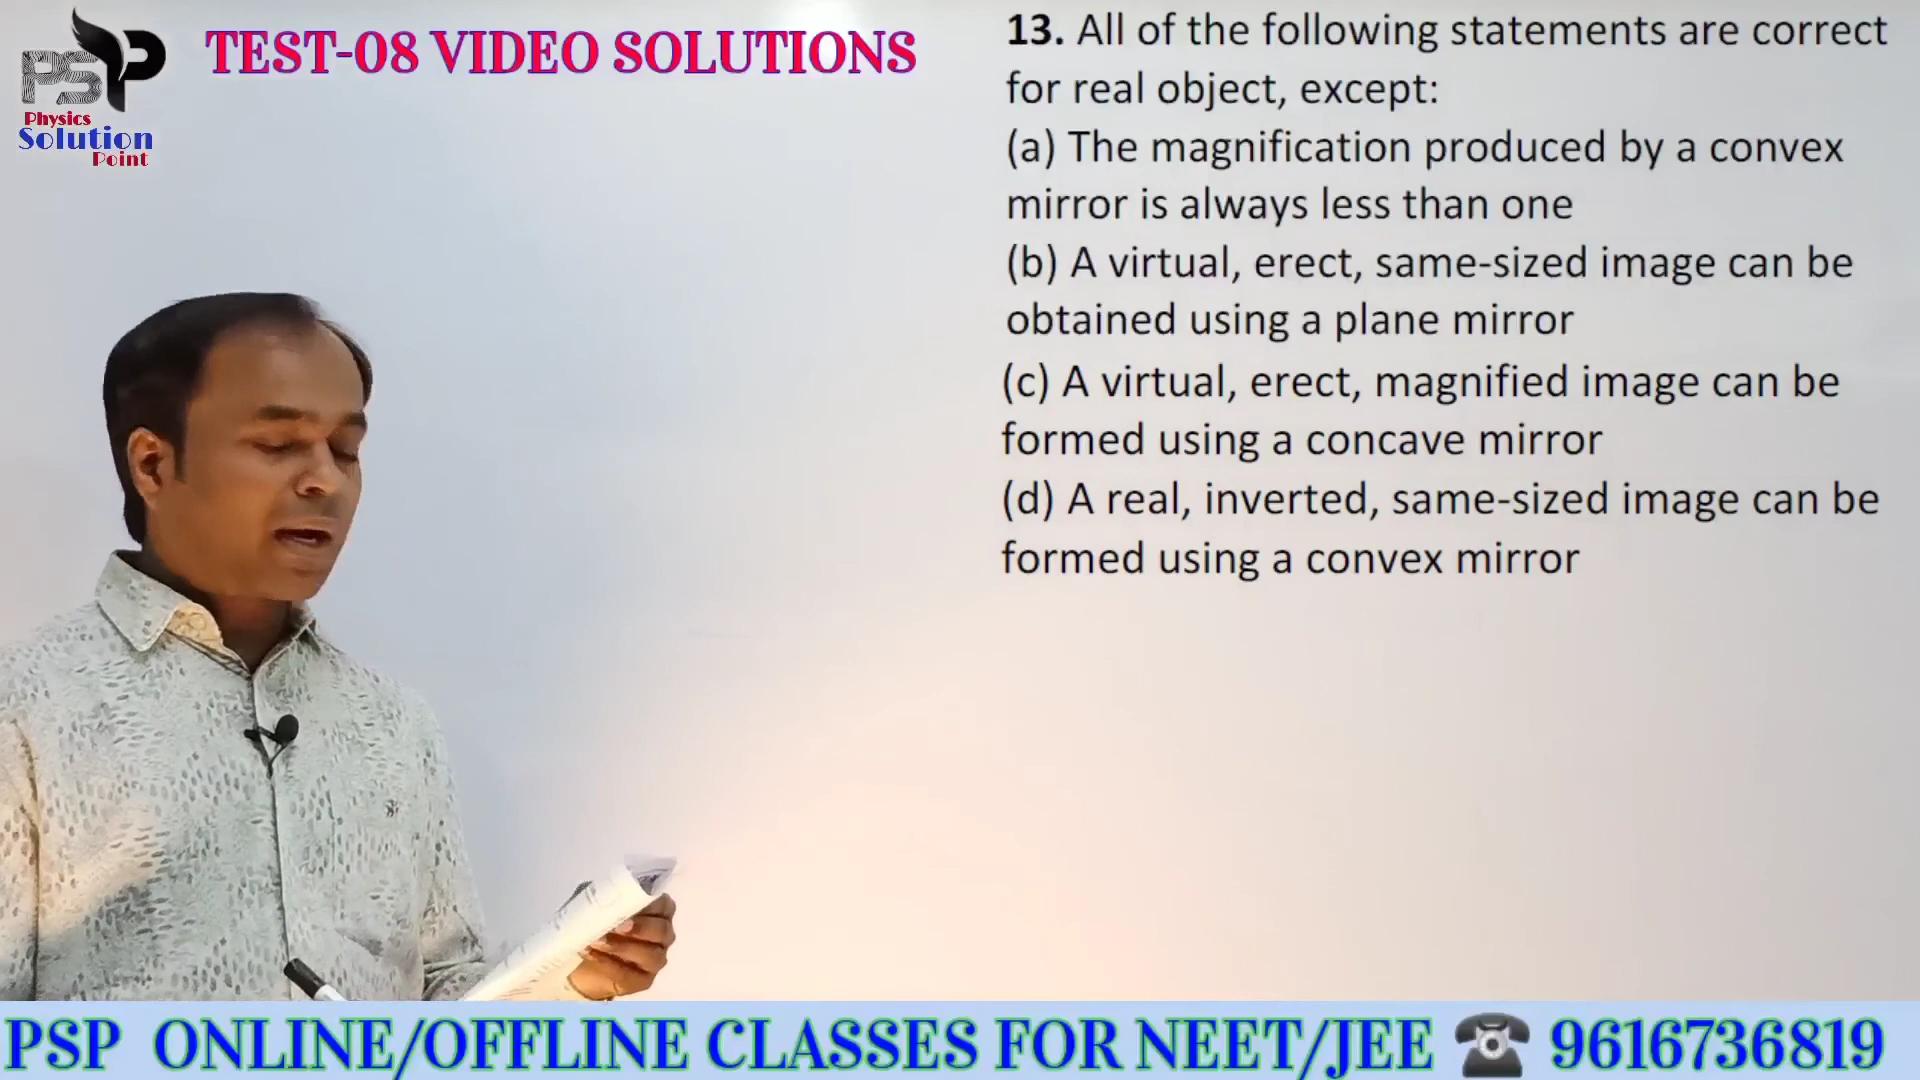 PSP
Physics
Solution
Point
TEST-08 VIDEO SOLUTIONS
13. All of the following statements are correct
for real object, except:
(a) The magnification produced by a convex
mirror is always less than one
(b) A virtual, erect, same-sized image can be
obtained using a plane mirror
(c) A virtual, erect, magnified image can be
formed using a concave mirror
(d) A real, inverted, same-sized image can be
formed using a convex mirror
PSP ONLINE/OFFLINE CLASSES FOR NEET/JEE ☎ 9616736819